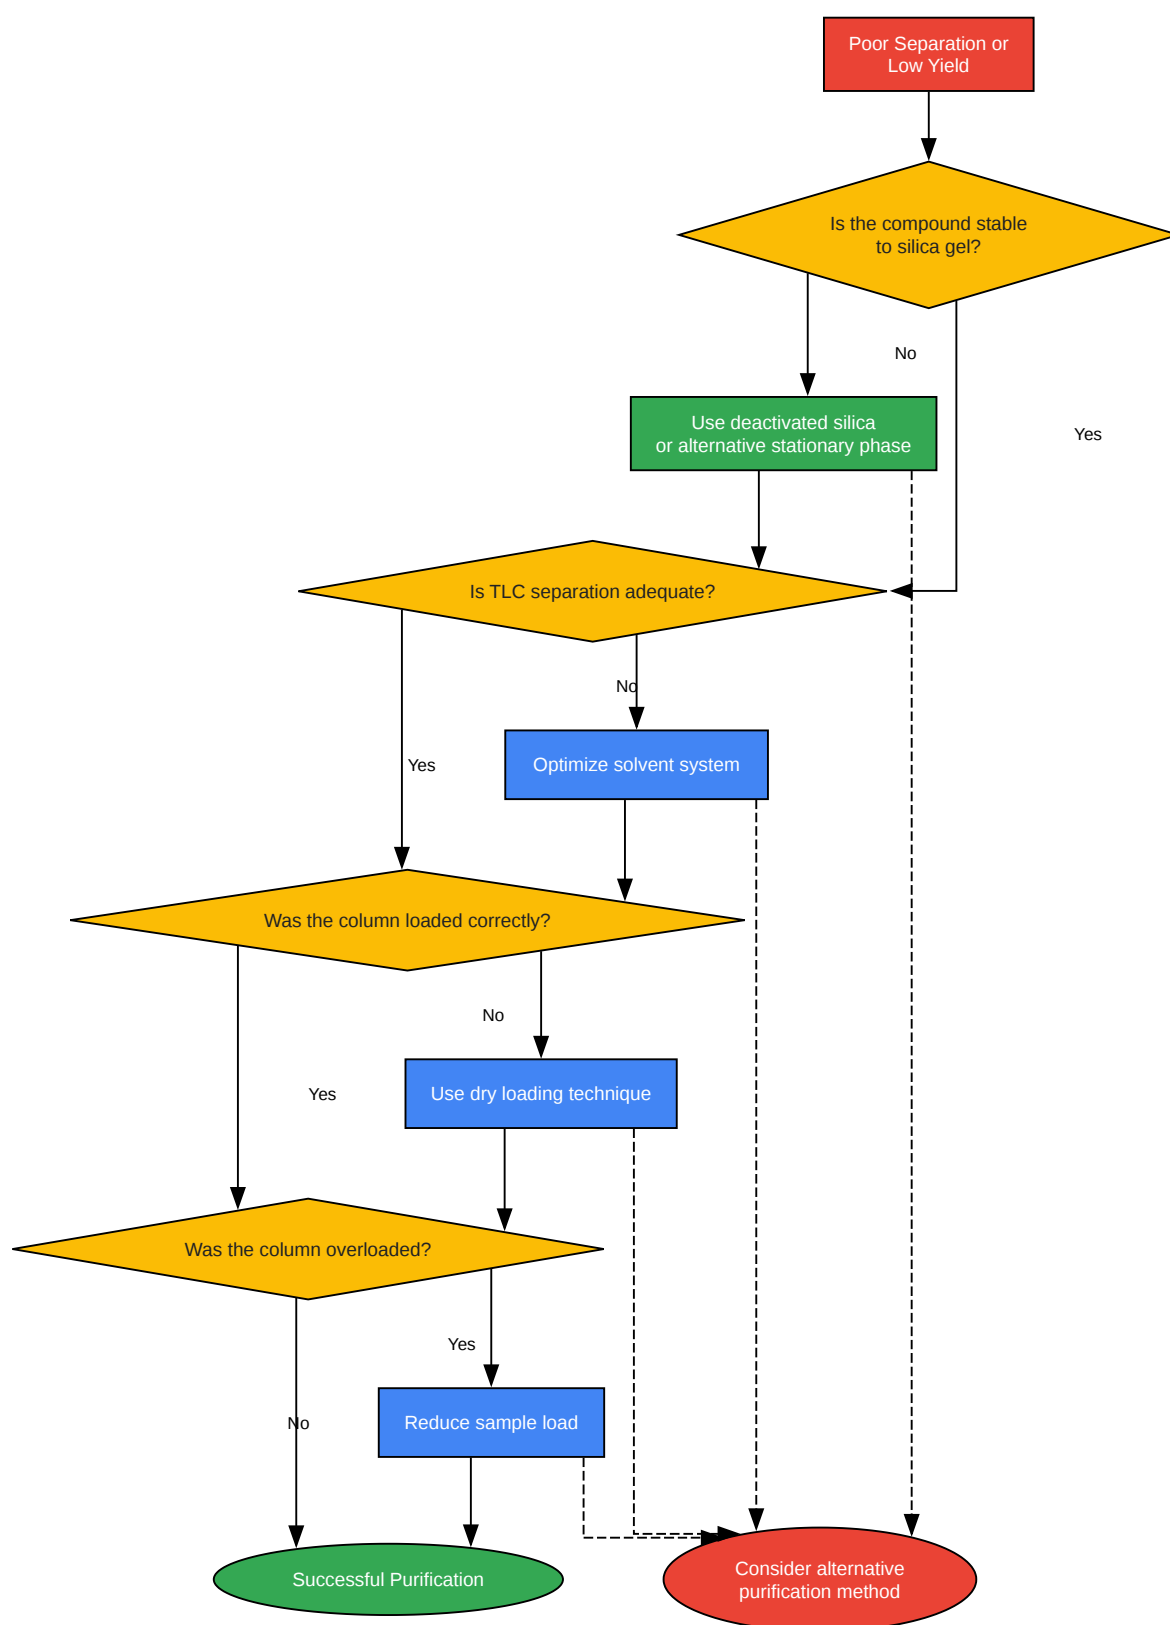 Poor Separation or
Low Yield
Is the compound stable
to silica gel?
No
Yes
Use deactivated silica
or alternative stationary phase
Is TLC separation adequate?
No
Yes
Optimize solvent system
Was the column loaded correctly?
No
Yes
Use dry loading technique
Was the column overloaded?
Yes
No
Reduce sample load
Successful Purification
Consider alternative
purification method